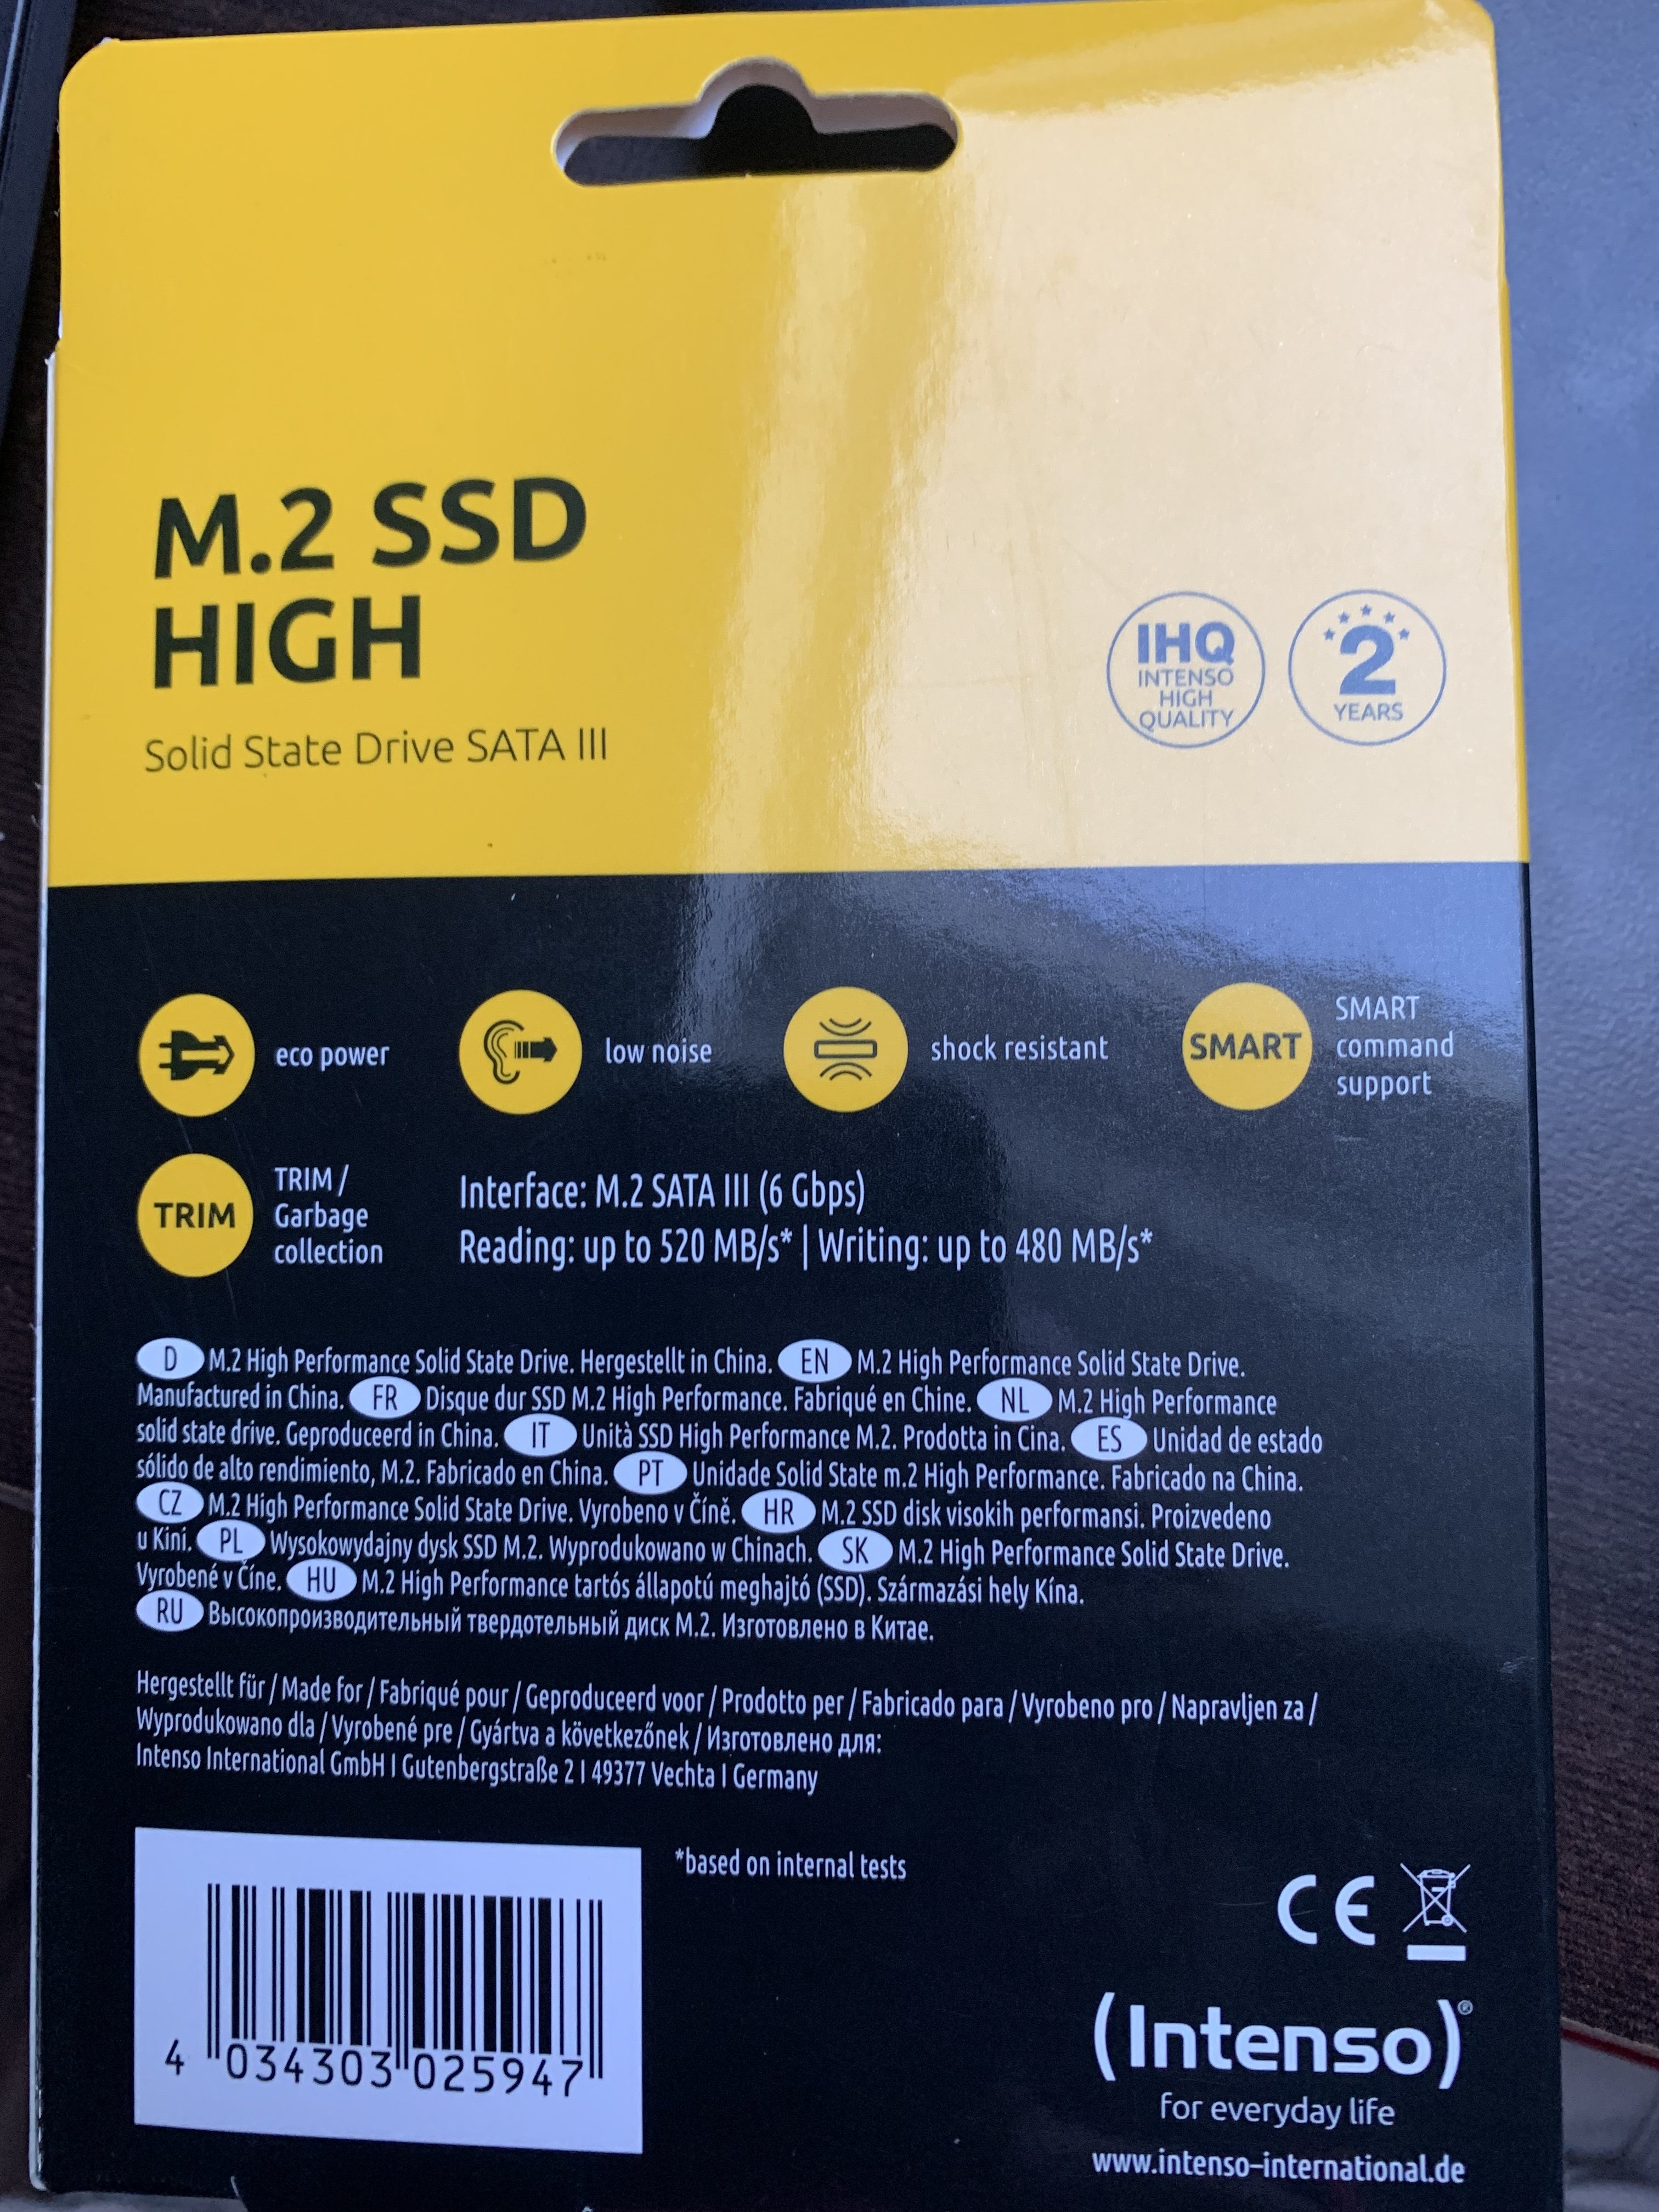 M.2 SSD
HIGH
Solid State Drive SATA III
IHQ
INTENSO
HIGH
QUALITY
2
YEARS
eco power
low noise
shock resistant
SMART
SMART
command
support
TRIM
TRIM /
Garbage
collection
Interface: M.2 SATA III (6 Gbps)
Reading: up to 520 MB/s* | Writing: up to 480 MB/s*
D M.2 High Performance Solid State Drive. Hergestellt in China. EN M.2 High Performance Solid State Drive.
Manufactured in China. FR Disque dur SSD M.2 High Performance. Fabriqué en Chine. NL M.2 High Performance
solid state drive. Geproduceerd in China. IT Unità SSD High Performance M.2. Prodotta in Cina. ES Unidad de estado
sólido de alto rendimiento, M.2. Fabricado en China. PT Unidade Solid State m.2 High Performance. Fabricado na China.
CZ M.2 High Performance Solid State Drive. Vyrobeno v Číně. HR M.2 SSD disk visokih performansi. Proizvedeno
u Kini. PL Wysokowydajny dysk SSD M.2. Wyprodukowano w Chinach. SK M.2 High Performance Solid State Drive.
Vyrobené v Číne. HU M.2 High Performance tartós állapotú meghajtó (SSD). Származási hely Kína.
RU Высокопроизводительный твердотельный диск M.2. Изготовлено в Китае.
Hergestellt für / Made for / Fabriqué pour / Geproduceerd voor / Prodotto per / Fabricado para / Vyrobeno pro / Napravljen za /
Wyprodukowano dla / Vyrobené pre / Gyártva a következőnek / Изготовлено для:
Intenso International GmbH I Gutenbergstraße 2 I 49377 Vechta I Germany
*based on internal tests
4 034303 025947
CE
(Intenso)®
for everyday life
www.intenso-international.de